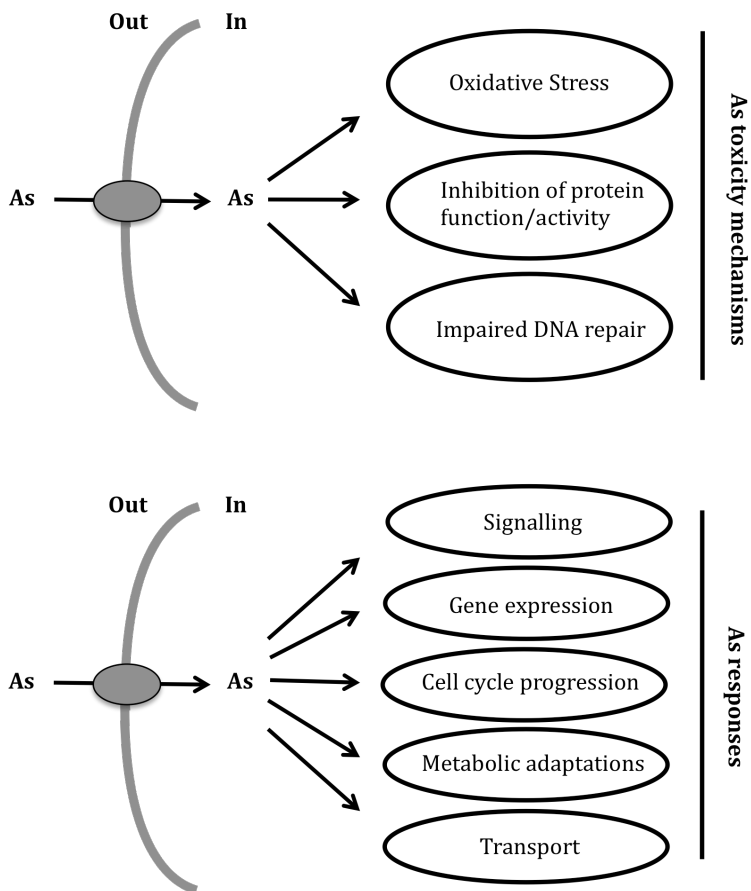 Out
In
As
As
Oxidative Stress
Inhibition of protein
function/activity
Impaired DNA repair
As toxicity mechanisms
Out
In
As
As
Signalling
Gene expression
Cell cycle progression
Metabolic adaptations
Transport
As responses